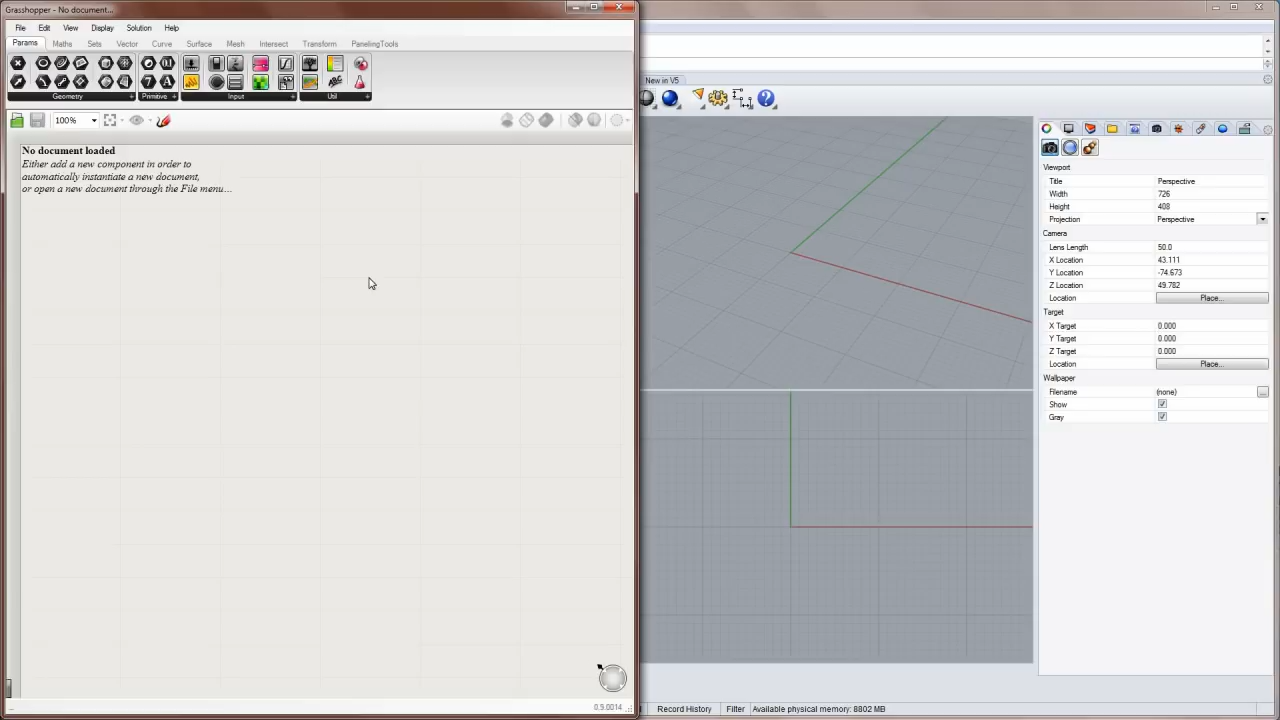 Grasshopper - No document...
File Edit View Display Solution Help
Params Maths Sets Vector Curve Surface Mesh Intersect Transform PanelingTools
Geometry Primitive Input Util
100%
No document loaded
Either add a new component in order to
automatically instantiate a new document,
or open a new document through the File menu...
0.9.0014
New in V5
Viewport
Title Perspective
Width 726
Height 408
Projection Perspective
Camera
Lens Length 50.0
X Location 43.111
Y Location -74.673
Z Location 49.782
Location Place...
Target
X Target 0.000
Y Target 0.000
Z Target 0.000
Location Place...
Wallpaper
Filename (none) ...
Show
Gray
Record History Filter Available physical memory: 8802 MB